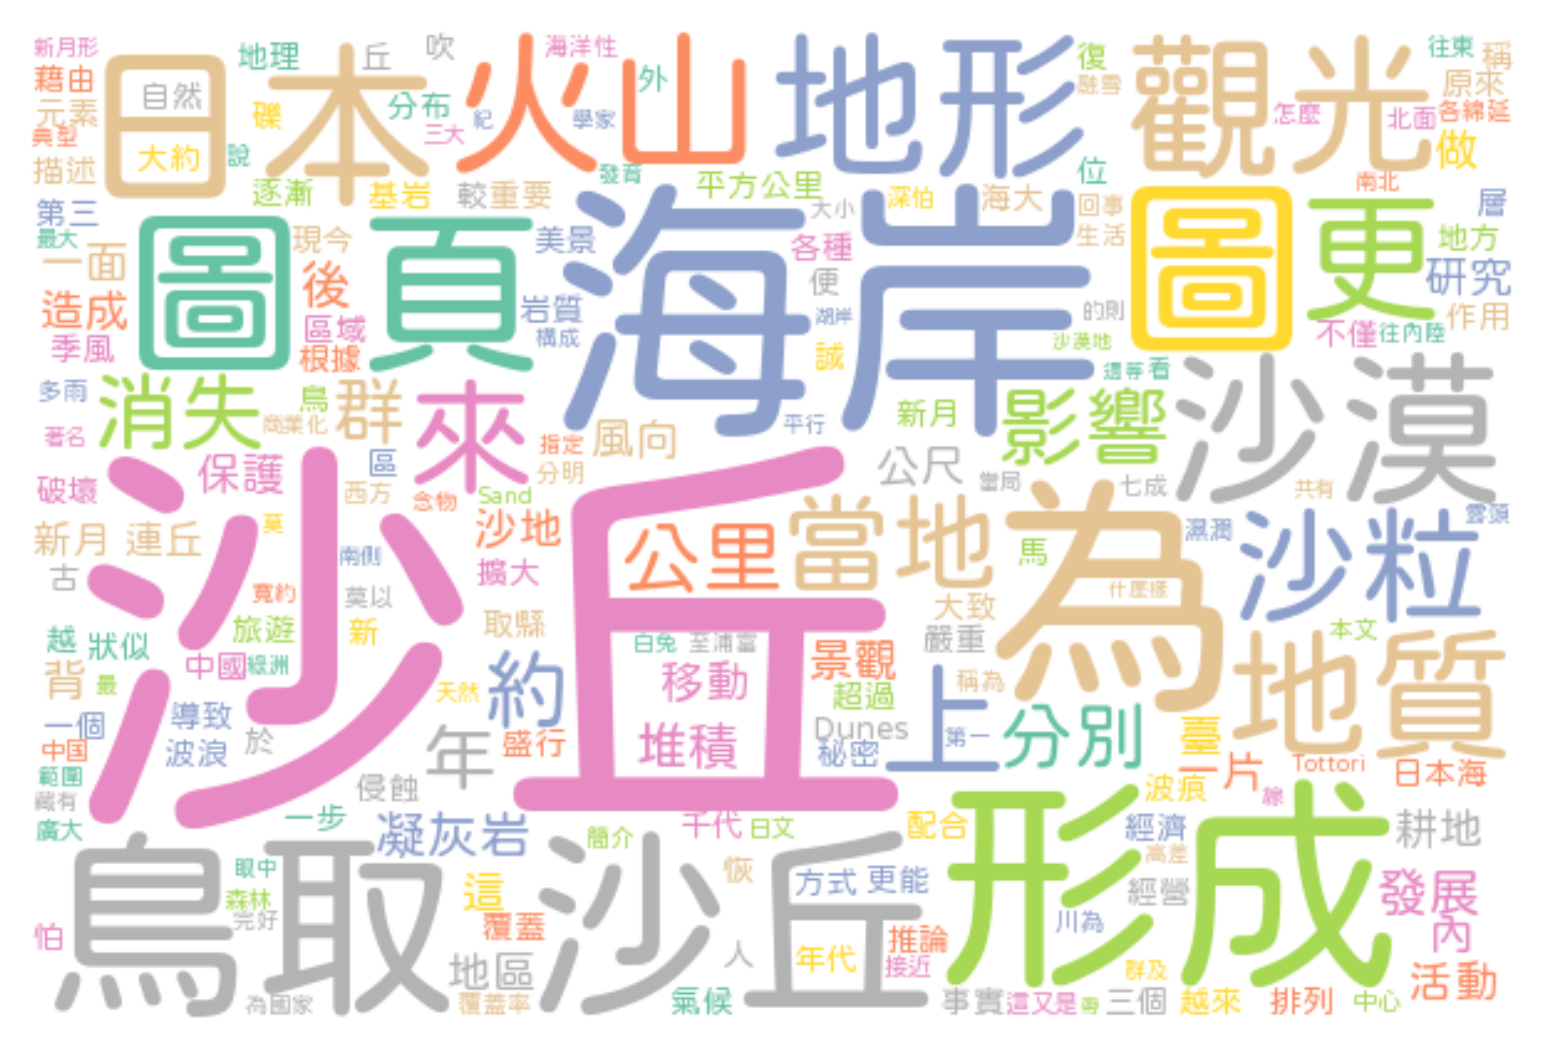 新月形
藉由
元素
典型
描述
第三
最大
一面
造成
季風
多雨
著名
破壞
日本
自然
大約
地理
丘
吹
礫
分布
三大
紀
說
逐漸
基岩
較重要
火山
海洋性
外
學家
發育
平方公里
地形
復
融雪
位
觀光
怎麼
北面
往東
稱
原來
各綿延
做
南北
層
地方
研究
作用
不僅
往內陸
圖頁
現今
後
區域
根據
美景
岩質
構成
海岸
大小
深怕
海大
各種
便
湖岸
誠
平行
回事
生活
的則
沙漠地
還等看
圖更
消失
鳥
商業化
群
來
風向
指定
分明
新月
影響
沙漠
保護
區
西方
念物
Sand
沙地
擴大
公尺
當局
七成
共有
沙丘
新月
連丘
古
莫
南側
寬約
莫以
越
狀似
旅遊
新
取縣
中國
綠洲
背
最
一個
中国
範圍
藏有
廣大
導致
波浪
於
天然
約
年
盛行
侵蝕
白兔
至浦富
移動
堆積
公里
當地
大致
嚴重
為
什麼樣
馬
濕潤
露頭
沙粒
本文
地質
景觀
超過
稱為
Dunes
秘密
上
第一
分別
臺
一片
Tottori
日本海
波痕
線
耕地
一步
凝灰岩
千代
日文
簡介
配合
形成
經濟
高差
經營
川為
群及
發展
內
活動
鳥取沙丘
眼中
森林
完好
怕
這
覆蓋
地區
恢
人
方式
更能
年代
推論
接近
為國家
覆蓋率
氣候
事實
這又是
三個
越來
排列
中心